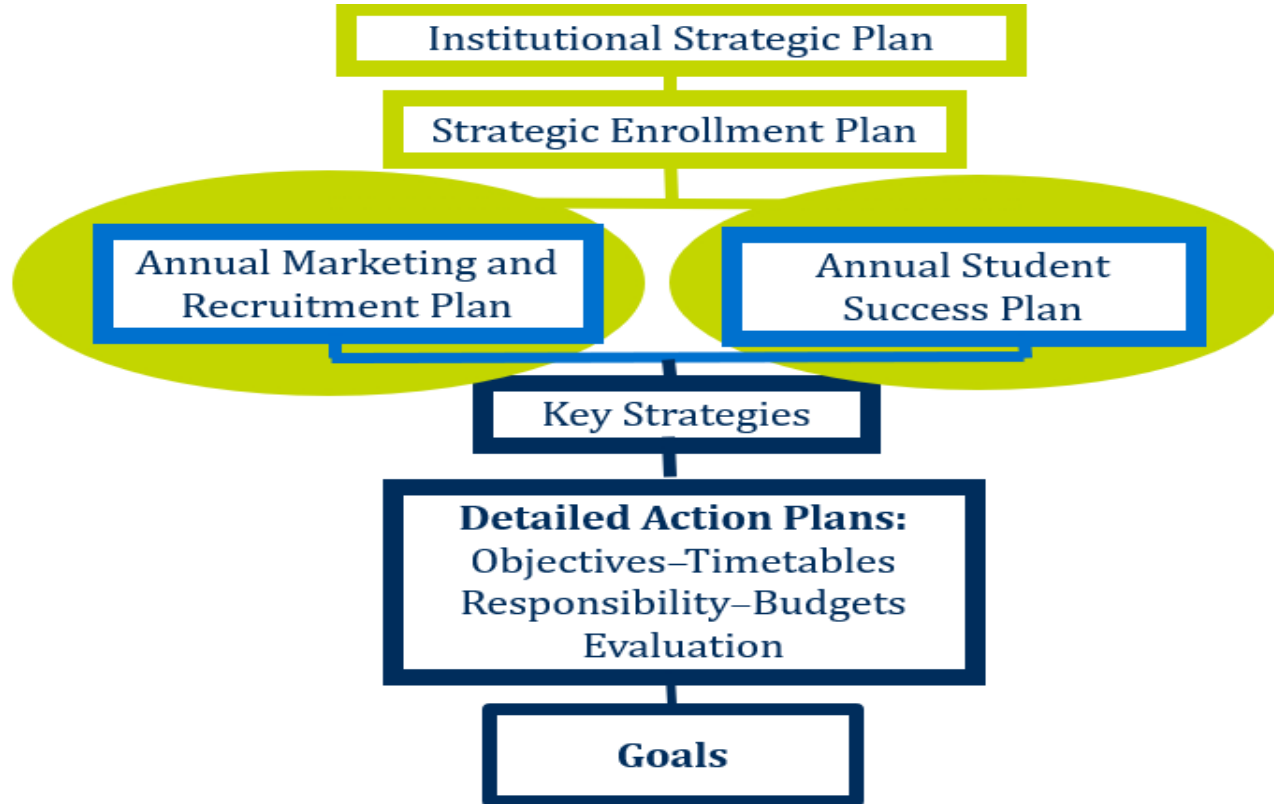 Institutional Strategic Plan
Strategic Enrollment Plan
Annual Marketing and
Recruitment Plan
Annual Student
Success Plan
Key Strategies
Detailed Action Plans:
Objectives–Timetables
Responsibility–Budgets
Evaluation
Goals